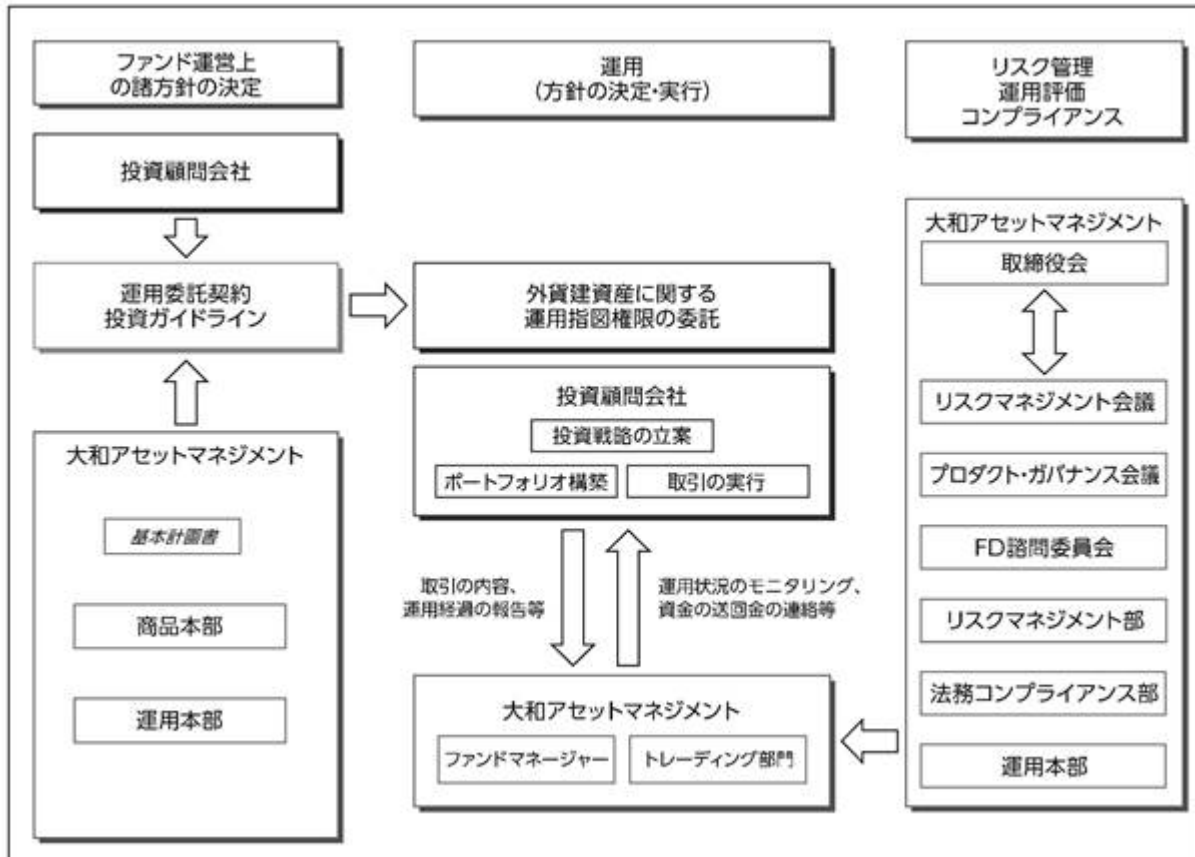 ファンド運営上
の諸方針の決定
投資顧問会社
運用委託契約
投資ガイドライン
大和アセットマネジメント
基本計画書
商品本部
運用本部
運用
(方針の決定・実行)
外貨建資産に関する
運用指図権限の委託
投資顧問会社
投資戦略の立案
ポートフォリオ構築
取引の実行
取引の内容、
運用経過の報告等
運用状況のモニタリング、
資金の送回金の連絡等
大和アセットマネジメント
ファンドマネージャー
トレーディング部門
リスク管理
運用評価
コンプライアンス
大和アセットマネジメント
取締役会
リスクマネジメント会議
プロダクト・ガバナンス会議
FD諮問委員会
リスクマネジメント部
法務コンプライアンス部
運用本部